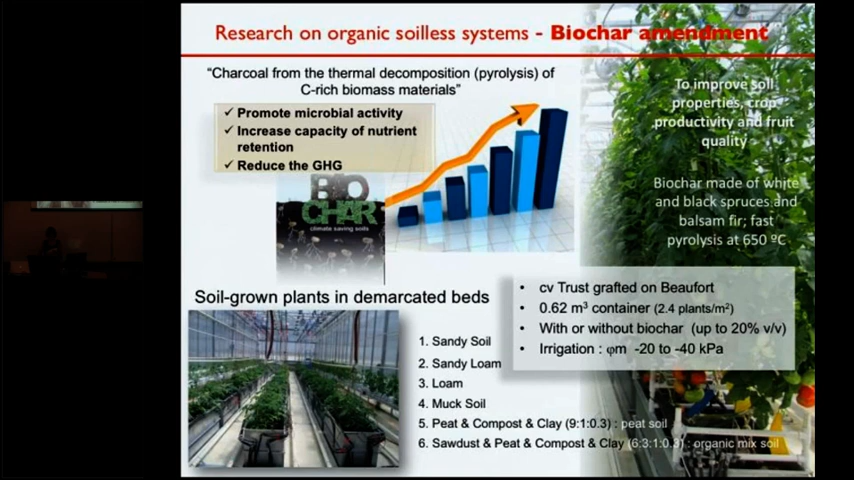 Research on organic soilless systems - Biochar amendment
“Charcoal from the thermal decomposition (pyrolysis) of
C-rich biomass materials”
✓ Promote microbial activity
✓ Increase capacity of nutrient
retention
✓ Reduce the GHG
BIO
CHAR
climate saving soils
To improve soil
properties, crop
productivity and fruit
quality
Biochar made of white
and black spruces and
balsam fir; fast
pyrolysis at 650 ºC
Soil-grown plants in demarcated beds
• cv Trust grafted on Beaufort
• 0.62 m³ container (2.4 plants/m²)
• With or without biochar (up to 20% v/v)
• Irrigation : φm -20 to -40 kPa
1. Sandy Soil
2. Sandy Loam
3. Loam
4. Muck Soil
5. Peat & Compost & Clay (9:1:0.3) : peat soil
6. Sawdust & Peat & Compost & Clay (6:3:1:0.3) : organic mix soil